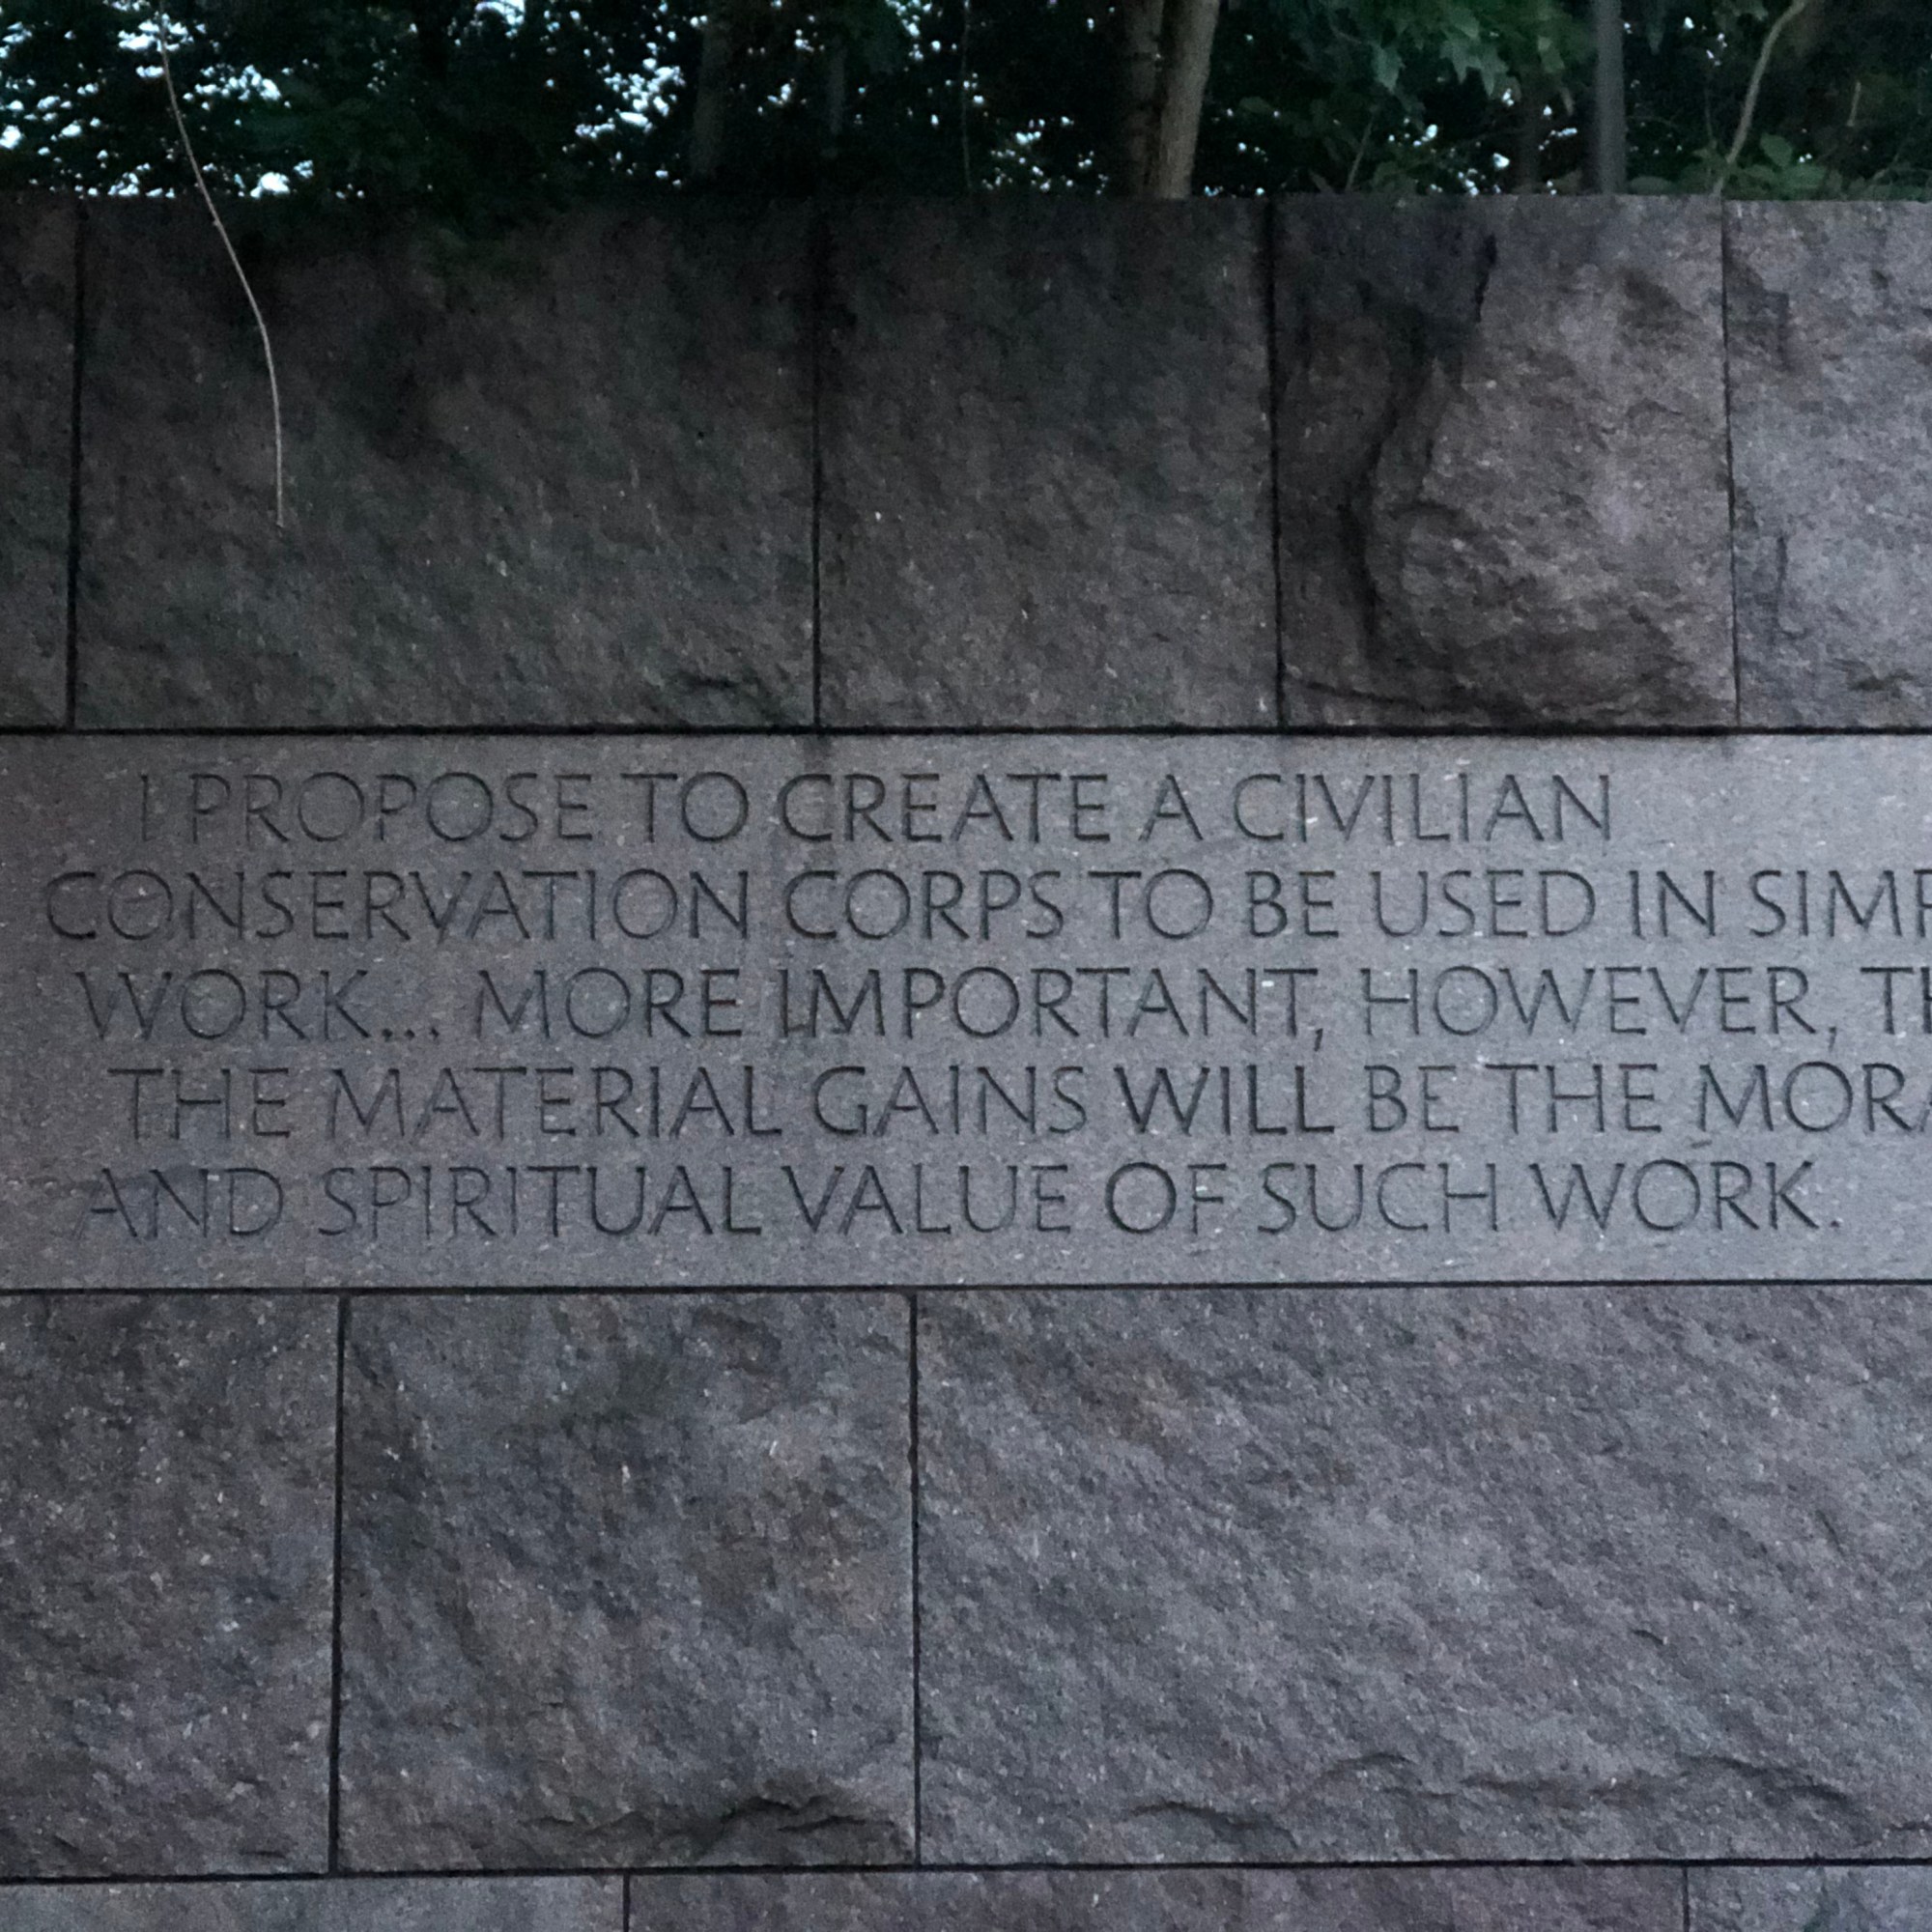 I PROPOSE TO CREATE A CIVILIAN
CONSERVATION CORPS TO BE USED IN
WORK... MORE IMPORTANT, HOWEVER,
THE MATERIAL GAINS WILL BE THE
AND SPIRITUAL VALUE OF SUCH WORK.